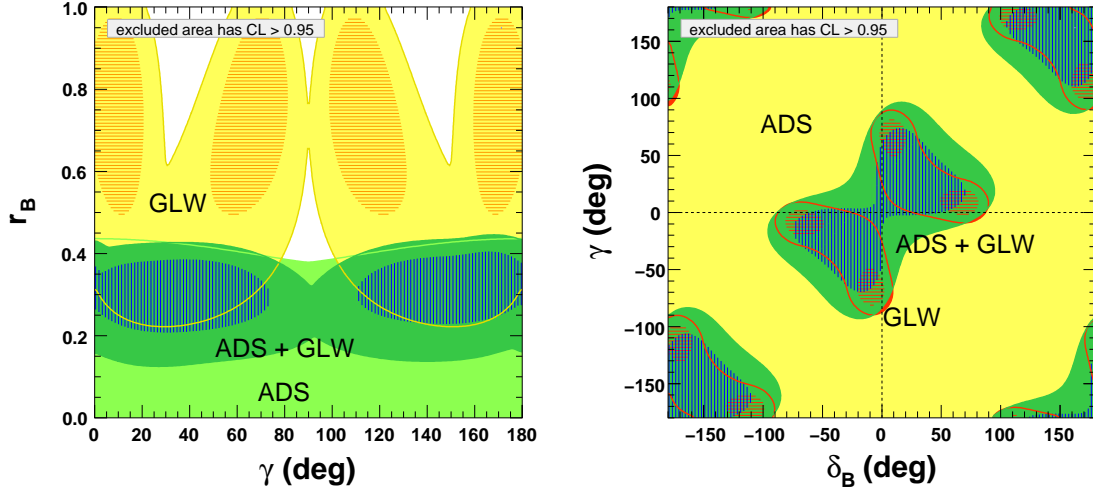 excluded area has CL > 0.95
1.0
0.8
0.6
0.4
0.2
0.0
r_B
GLW
ADS + GLW
ADS
0 20 40 60 80 100 120 140 160 180
γ (deg)
excluded area has CL > 0.95
150
100
50
0
−50
−100
−150
γ (deg)
ADS
ADS + GLW
GLW
−150 −100 −50 0 50 100 150
δ_B (deg)